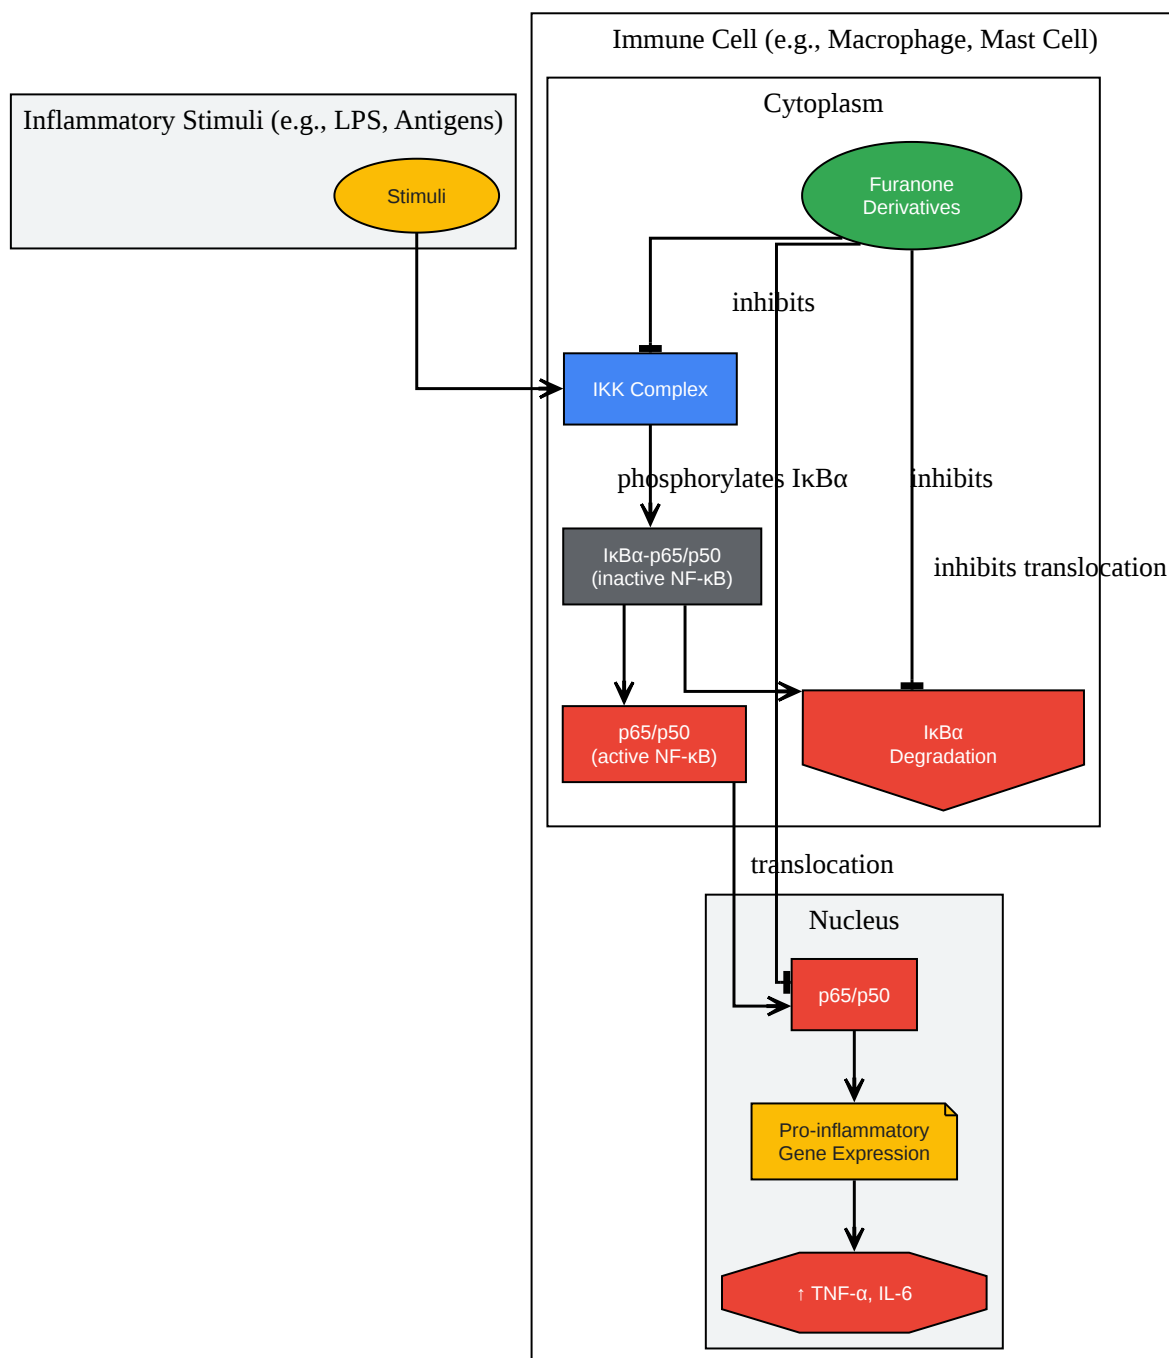 Immune Cell (e.g., Macrophage, Mast Cell)
Cytoplasm
Inflammatory Stimuli (e.g., LPS, Antigens)
Stimuli
Furanone
Derivatives
inhibits
IKK Complex
phosphorylates IκBα
inhibits
IκBα-p65/p50
(inactive NF-κB)
inhibits translocation
p65/p50
(active NF-κB)
IκBα
Degradation
translocation
Nucleus
p65/p50
Pro-inflammatory
Gene Expression
↑ TNF-α, IL-6